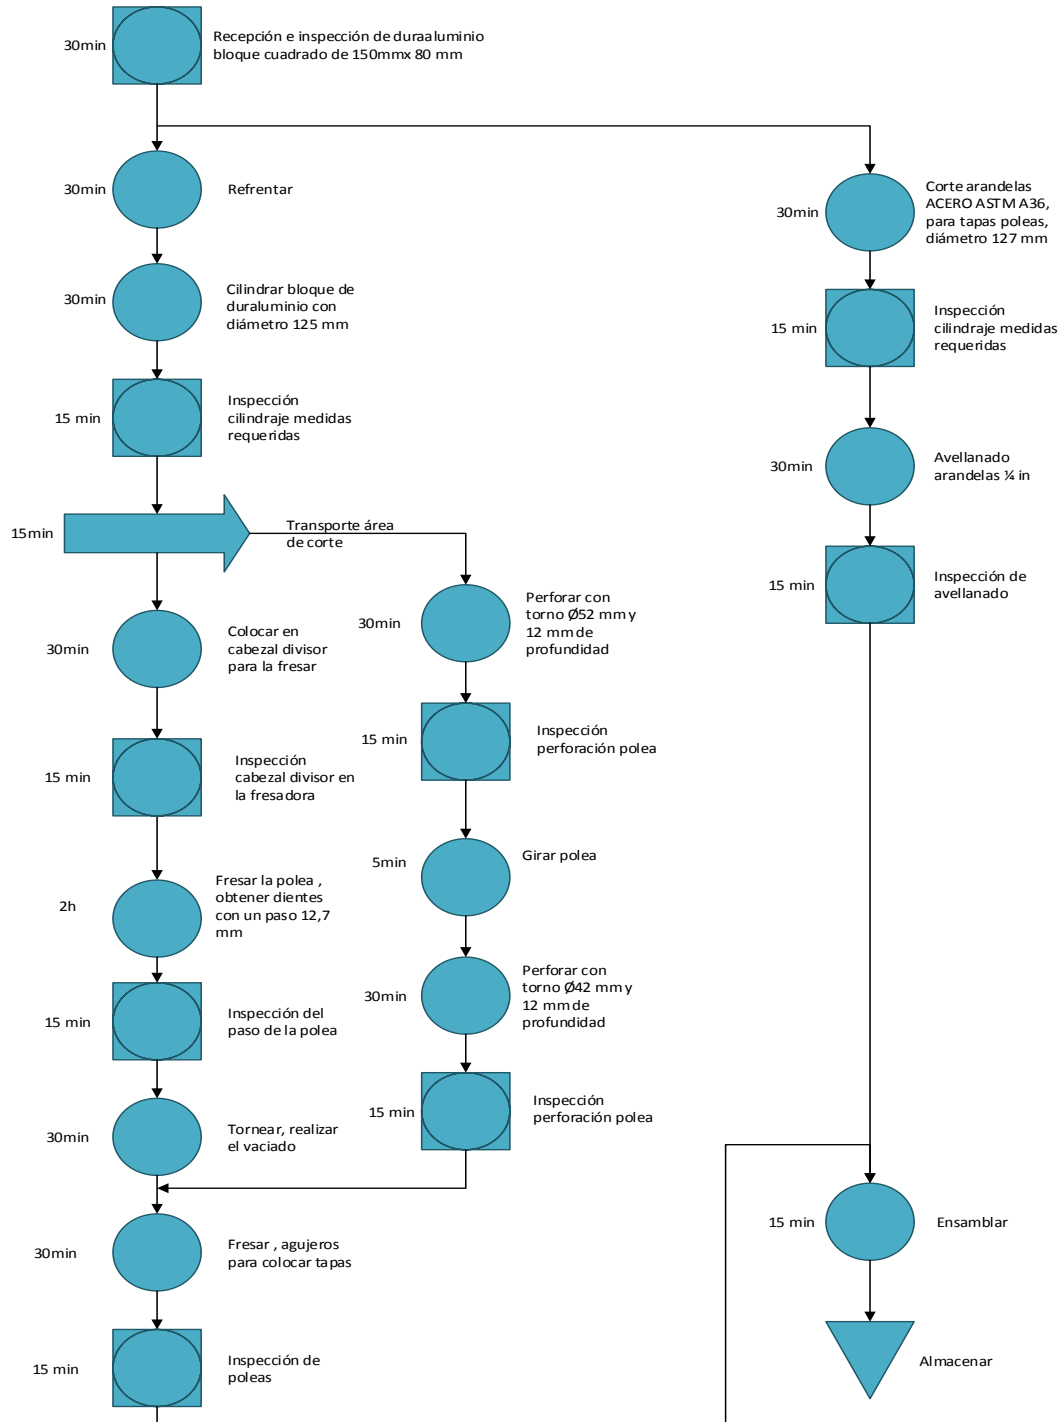 30min
Recepción e inspección de duraaluminio
bloque cuadrado de 150mmx 80 mm
30min
Refrentar
30min
Cilindrar bloque de
duraluminio con
diámetro 125 mm
15 min
Inspección
cilindraje medidas
requeridas
15min
Transporte área
de corte
30min
Colocar en
cabezal divisor
para la fresar
15 min
Inspección
cabezal divisor en
la fresadora
2h
Fresar la polea ,
obtener dientes
con un paso 12,7
mm
15 min
Inspección del
paso de la polea
30min
Tornear, realizar
el vaciado
30min
Fresar , agujeros
para colocar tapas
15 min
Inspección de
poleas
30min
Perforar con
torno Ø52 mm y
12 mm de
profundidad
15 min
Inspección
perforación polea
5min
Girar polea
30min
Perforar con
torno Ø42 mm y
12 mm de
profundidad
15 min
Inspección
perforación polea
30min
Corte arandelas
ACERO ASTM A36,
para tapas poleas,
diámetro 127 mm
15 min
Inspección
cilindraje medidas
requeridas
30min
Avellanado
arandelas ¼ in
15 min
Inspección de
avellanado
15 min
Ensamblar
Almacenar